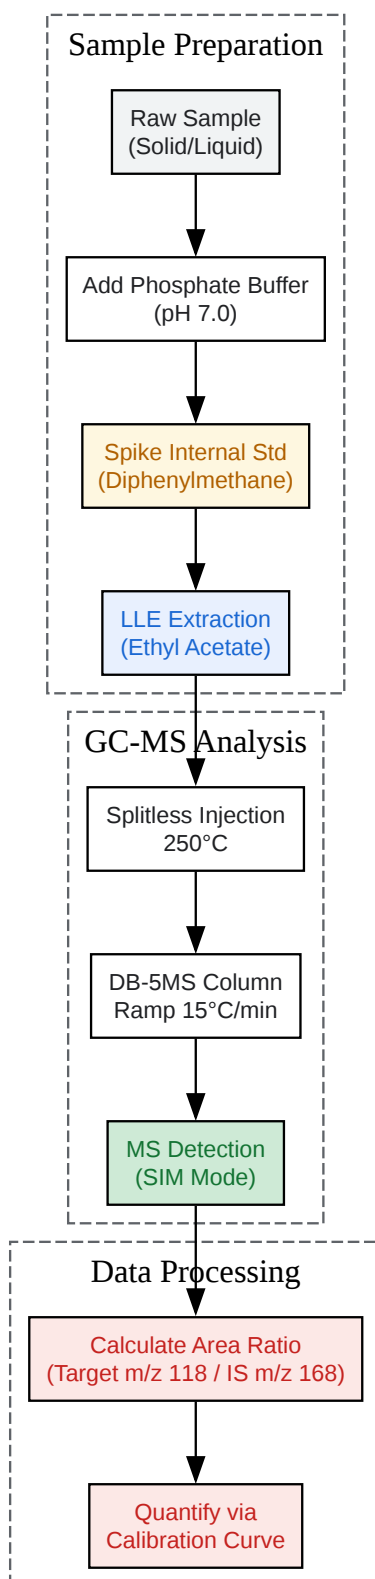 Sample Preparation
Raw Sample
(Solid/Liquid)
Add Phosphate Buffer
(pH 7.0)
Spike Internal Std
(Diphenylmethane)
LLE Extraction
(Ethyl Acetate)
GC-MS Analysis
Splitless Injection
250°C
DB-5MS Column
Ramp 15°C/min
MS Detection
(SIM Mode)
Data Processing
Calculate Area Ratio
(Target m/z 118 / IS m/z 168)
Quantify via
Calibration Curve